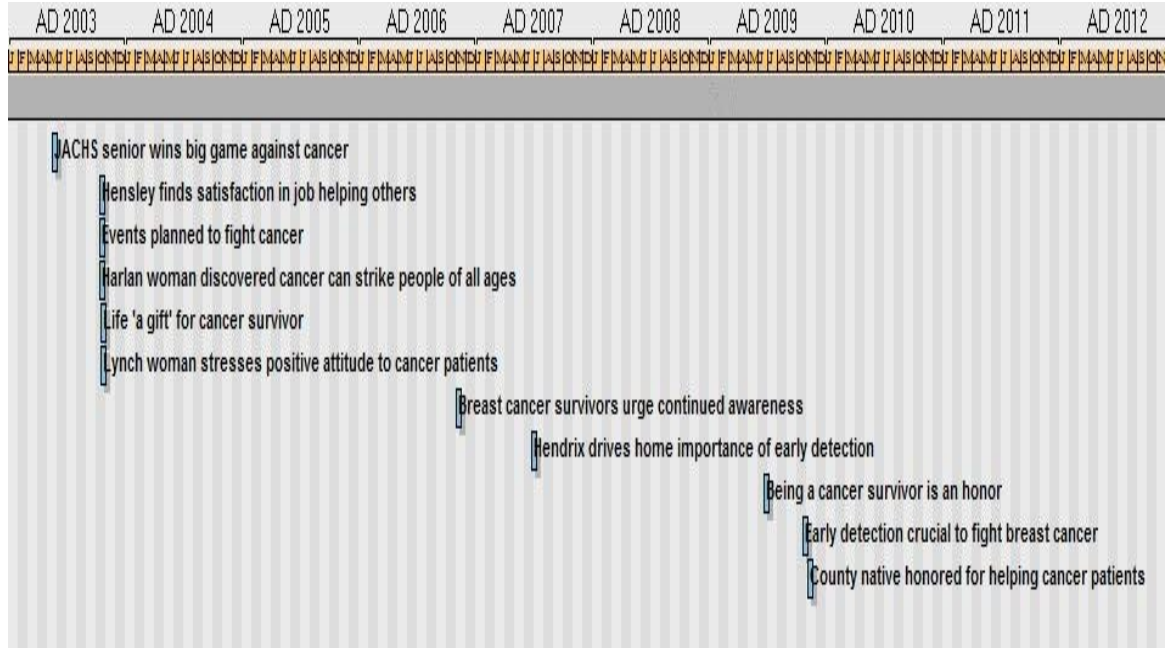 AD 2003 AD 2004 AD 2005 AD 2006 AD 2007 AD 2008 AD 2009 AD 2010 AD 2011 AD 2012
J F M A M J J A S O N D J F M A M J J A S O N D J F M A M J J A S O N D J F M A M J J A S O N D J F M A M J J A S O N D J F M A M J J A S O N D J F M A M J J A S O N D J F M A M J J A S O N D J F M A M J J A S O N D J F M A M J J A S O N
JACHS senior wins big game against cancer
Hensley finds satisfaction in job helping others
Events planned to fight cancer
Harlan woman discovered cancer can strike people of all ages
Life 'a gift' for cancer survivor
Lynch woman stresses positive attitude to cancer patients
Breast cancer survivors urge continued awareness
Hendrix drives home importance of early detection
Being a cancer survivor is an honor
Early detection crucial to fight breast cancer
County native honored for helping cancer patients